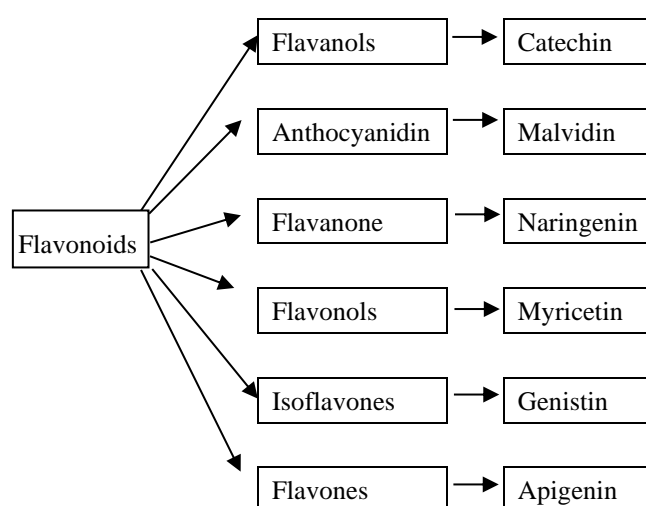 Flavanols
Catechin
Anthocyanidin
Malvidin
Flavanone
Naringenin
Flavonoids
Flavonols
Myricetin
Isoflavones
Genistin
Flavones
Apigenin